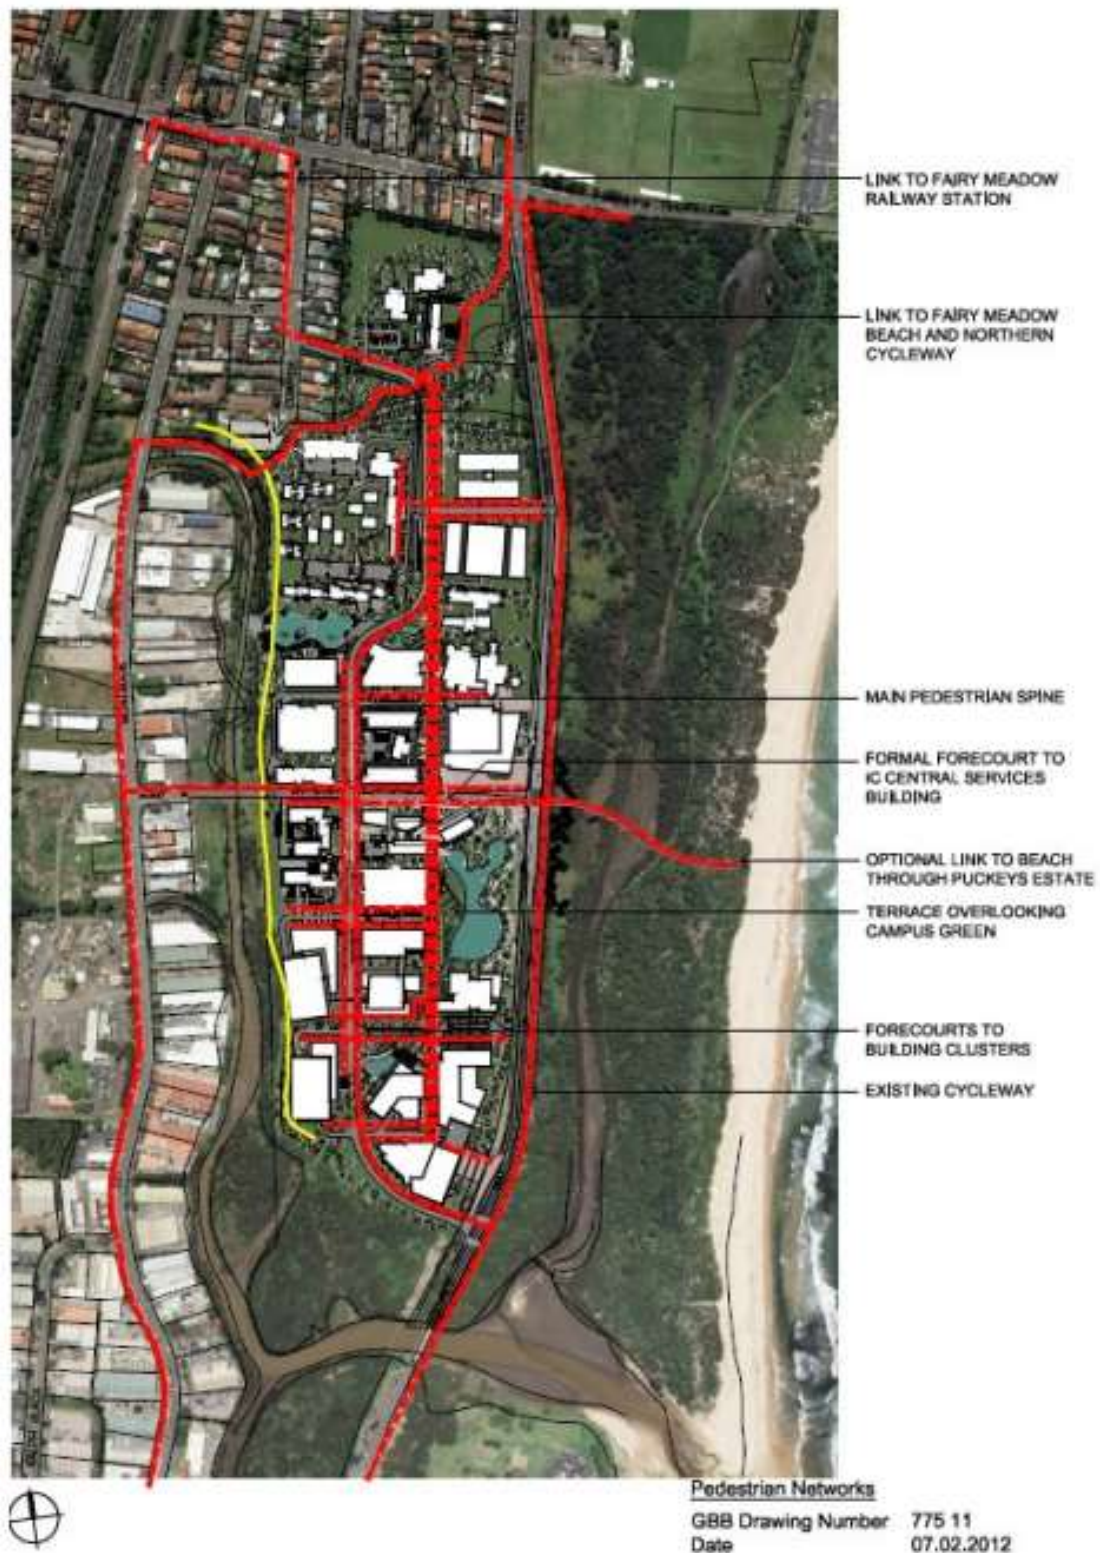 LINK TO FAIRY MEADOW
RAILWAY STATION
LINK TO FAIRY MEADOW
BEACH AND NORTHERN
CYCLEWAY
MAIN PEDESTRIAN SPINE
FORMAL FORECOURT TO
IC CENTRAL SERVICES
BUILDING
OPTIONAL LINK TO BEACH
THROUGH PUCKEYS ESTATE
TERRACE OVERLOOKING
CAMPUS GREEN
FORECOURTS TO
BUILDING CLUSTERS
EXISTING CYCLEWAY
Pedestrian Networks
GBB Drawing Number 775 11
Date 07.02.2012